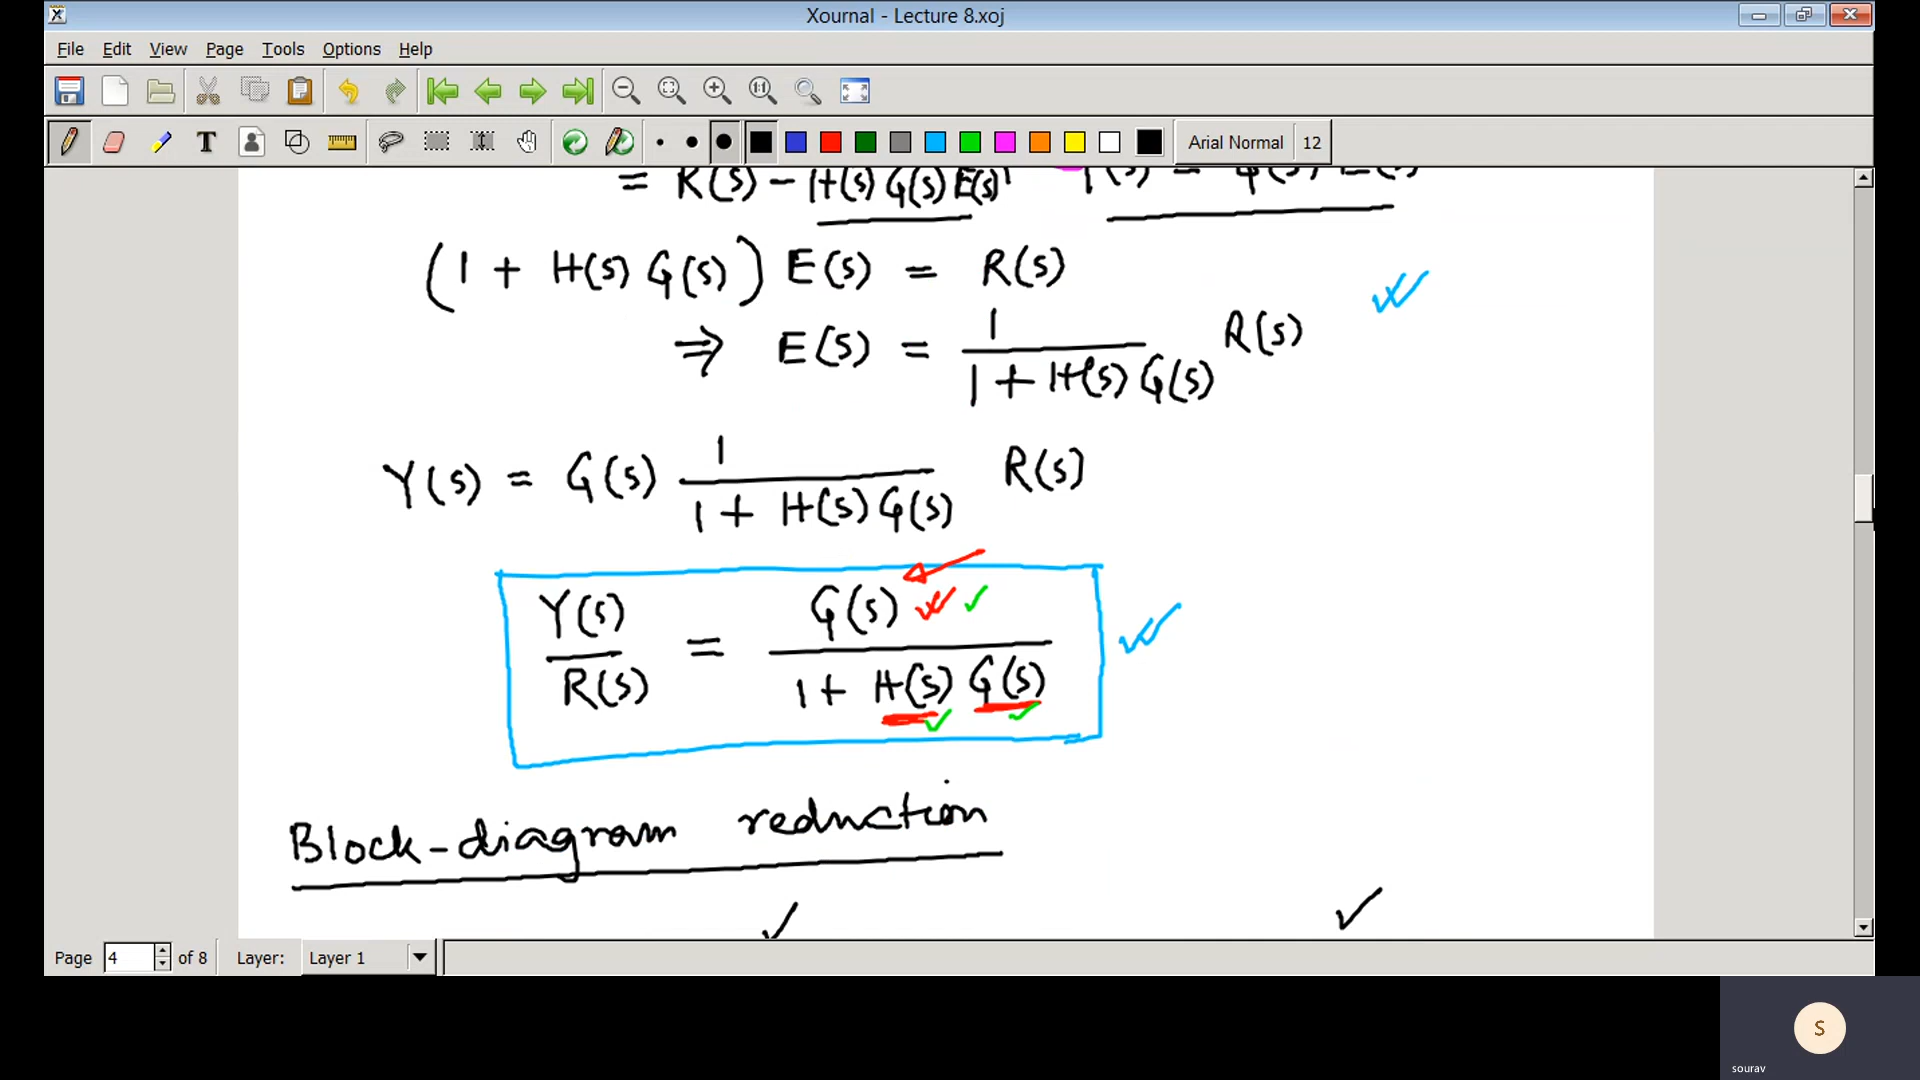 Xournal - Lecture 8.xoj
File Edit View Page Tools Options Help
Arial Normal 12
= R(s) - H(s) G(s) E(s)
(1 + H(s) G(s)) E(s) = R(s)
⇒ E(s) = 1 / (1 + H(s) G(s)) R(s)
Y(s) = G(s) 1 / (1 + H(s) G(s)) R(s)
Y(s) / R(s) = G(s) / (1 + H(s) G(s))
Block-diagram reduction
Page 4 of 8 Layer: Layer 1
S
sourav